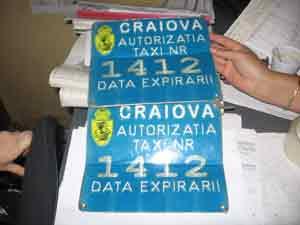 CRAIOVA
AUTORIZATIA
TAXI.NR
1412
DATA EXPIRARII
CRAIOVA
AUTORIZATIA
TAXI.NR
1412
DATA EXPIRARII